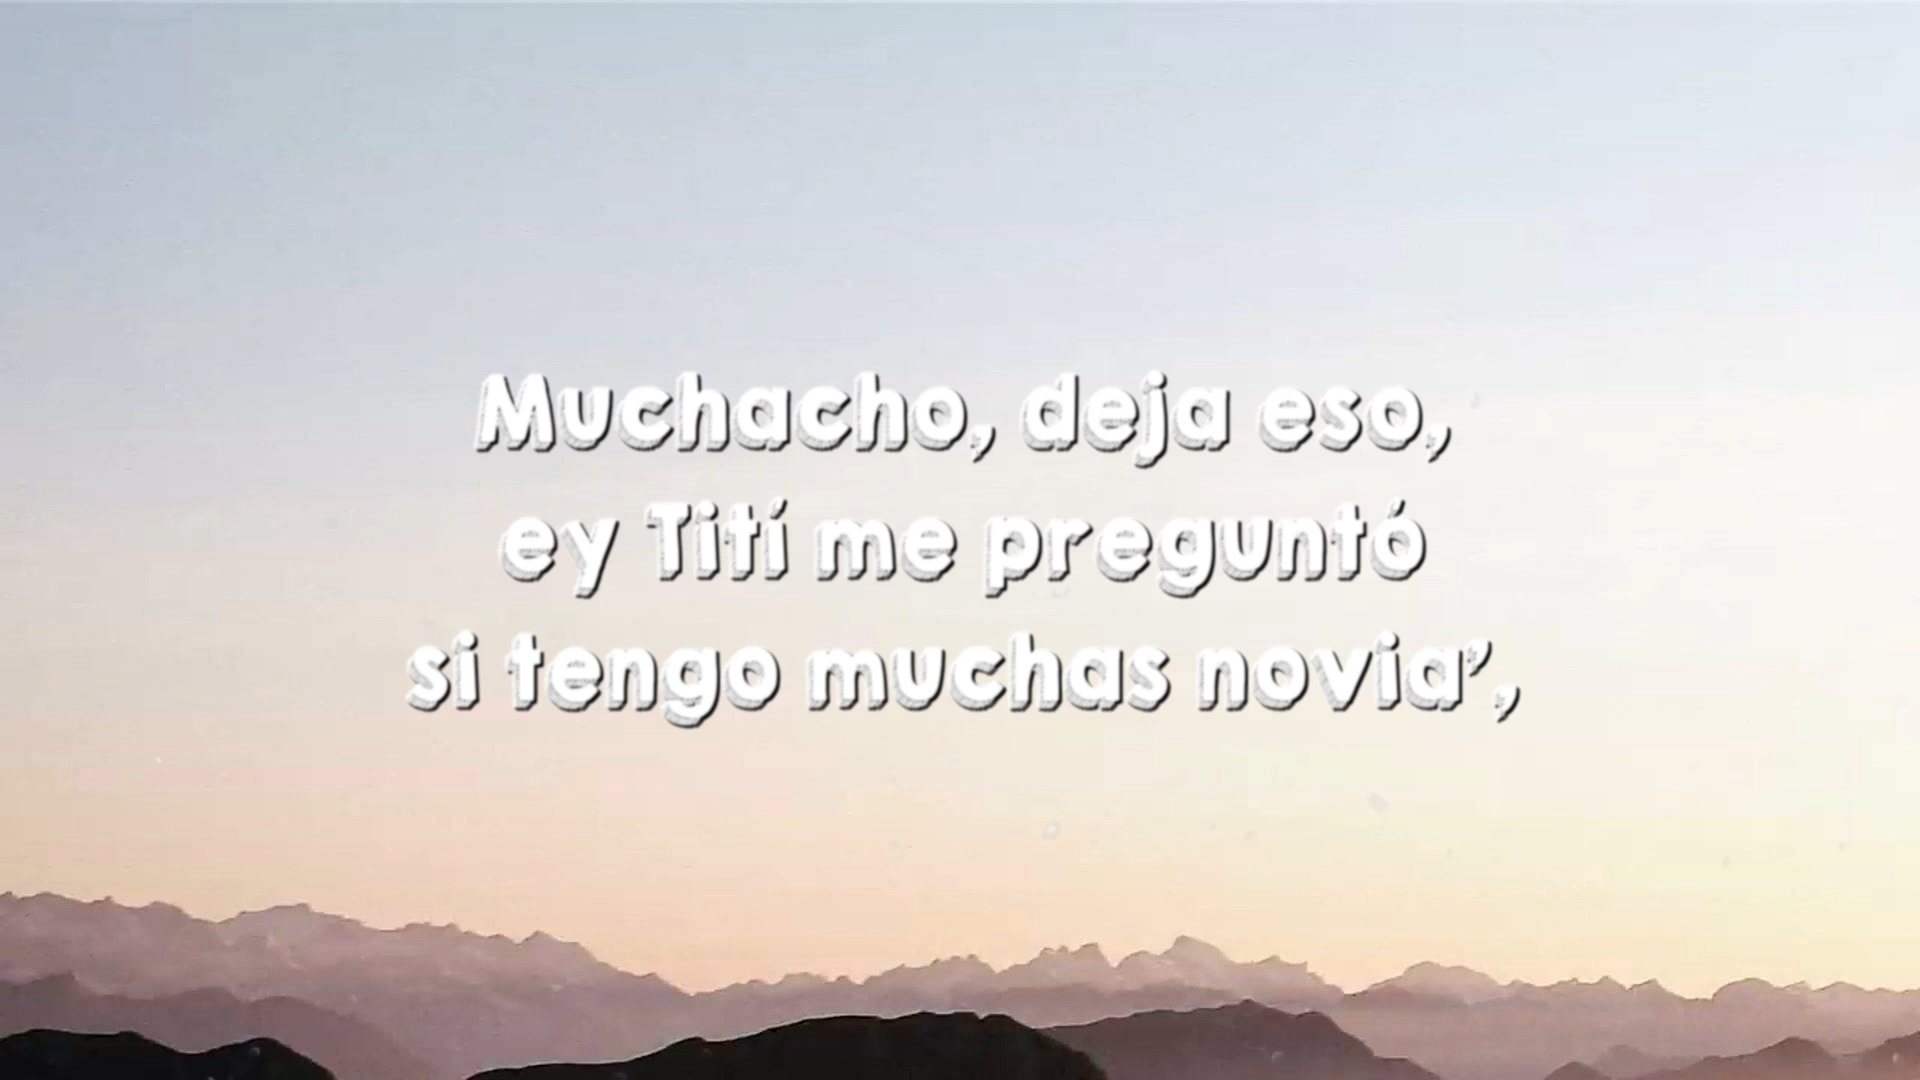 Muchacho, deja eso,
ey Tití me preguntó
si tengo muchas novia',